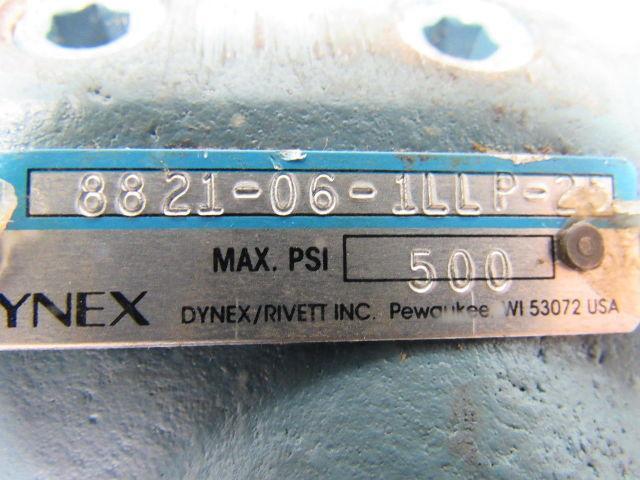 8821-06-1LLP-2
MAX. PSI 500
YNEX DYNEX/RIVETT INC. Pewaukee, WI 53072 USA